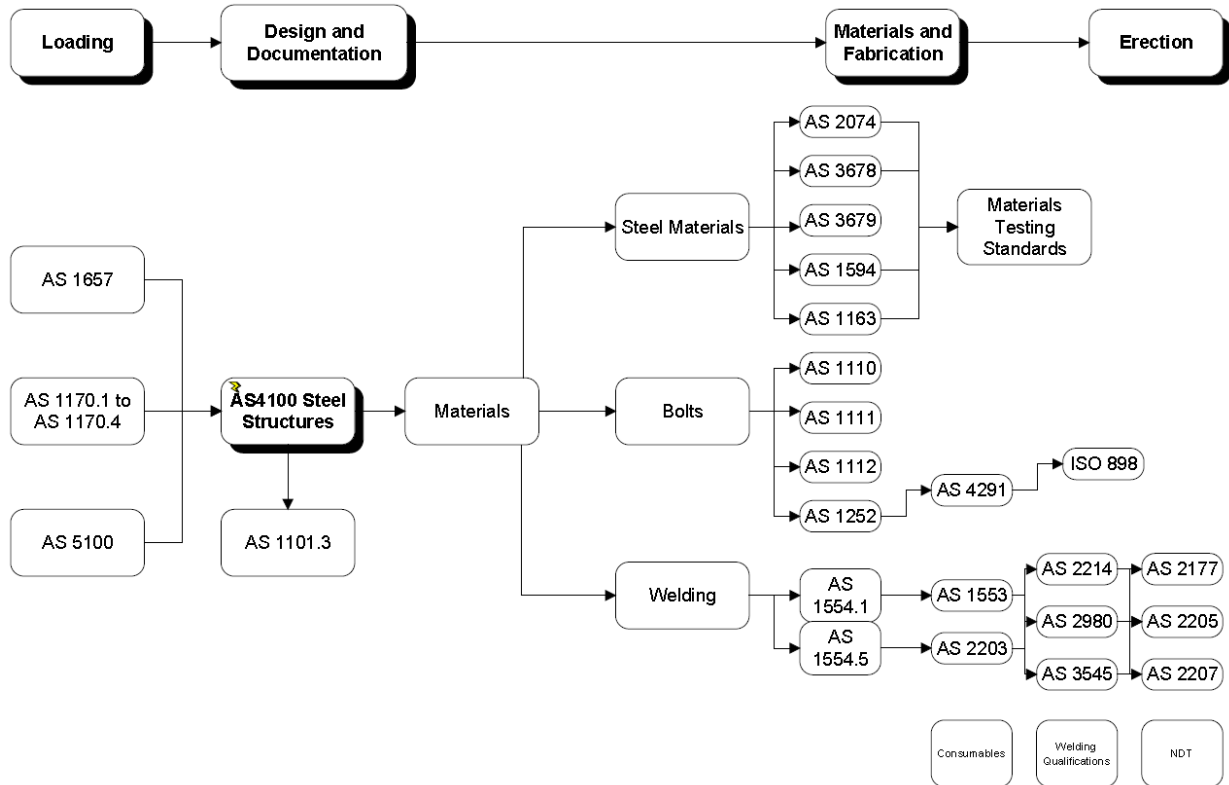 Loading
Design and
Documentation
Materials and
Fabrication
Erection
AS 2074
AS 3678
AS 3679
AS 1594
AS 1163
Steel Materials
Materials
Testing
Standards
AS 1657
AS 1170.1 to
AS 1170.4
AS 5100
AS4100 Steel
Structures
AS 1101.3
Materials
Bolts
AS 1110
AS 1111
AS 1112
AS 1252
AS 4291
ISO 898
Welding
AS
1554.1
AS
1554.5
AS 1553
AS 2203
AS 2214
AS 2980
AS 3545
AS 2177
AS 2205
AS 2207
Consumables
Welding
Qualifications
NDT